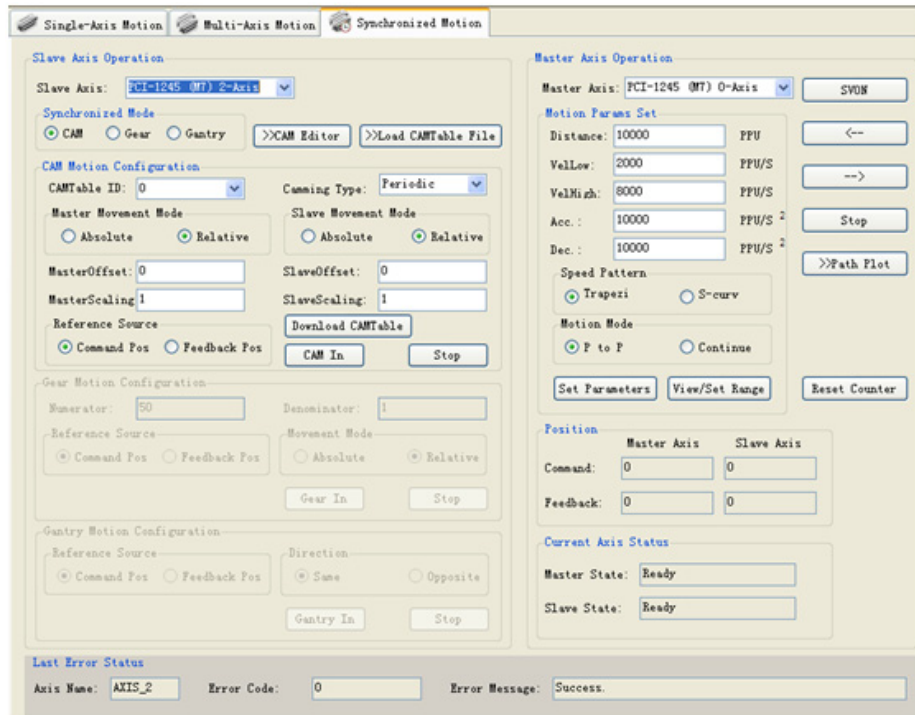 Single-Axis Motion Multi-Axis Motion Synchronized Motion
Slave Axis Operation
Slave Axis: PCI-1245 (M7) 2-Axis
Synchronized Mode
CAM Gear Gantry >>CAM Editor >>Load CAMTable File
CAM Motion Configuration
CAMTable ID: 0 Camming Type: Periodic
Master Movement Mode Slave Movement Mode
Absolute Relative Absolute Relative
MasterOffset: 0 SlaveOffset: 0
MasterScaling 1 SlaveScaling: 1
Reference Source Download CAMTable
Command Pos Feedback Pos CAM In Stop
Gear Motion Configuration
Numerator: 50 Denominator: 1
Reference Source Movement Mode
Command Pos Feedback Pos Absolute Relative
Gear In Stop
Gantry Motion Configuration
Reference Source Direction
Command Pos Feedback Pos Same Opposite
Gantry In Stop
Master Axis Operation
Master Axis: PCI-1245 (M7) 0-Axis SVON
Motion Params Set
Distance: 10000 PPU <--
VelLow: 2000 PPU/S
VelHigh: 8000 PPU/S -->
Acc.: 10000 PPU/S 2 Stop
Dec.: 10000 PPU/S 2
>>Path Plot
Speed Pattern
Trapezi S-curv
Motion Mode
P to P Continue
Set Parameters View/Set Range Reset Counter
Position
Master Axis Slave Axis
Command: 0 0
Feedback: 0 0
Current Axis Status
Master State: Ready
Slave State: Ready
Last Error Status
Axis Name: AXIS_2 Error Code: 0 Error Message: Success.